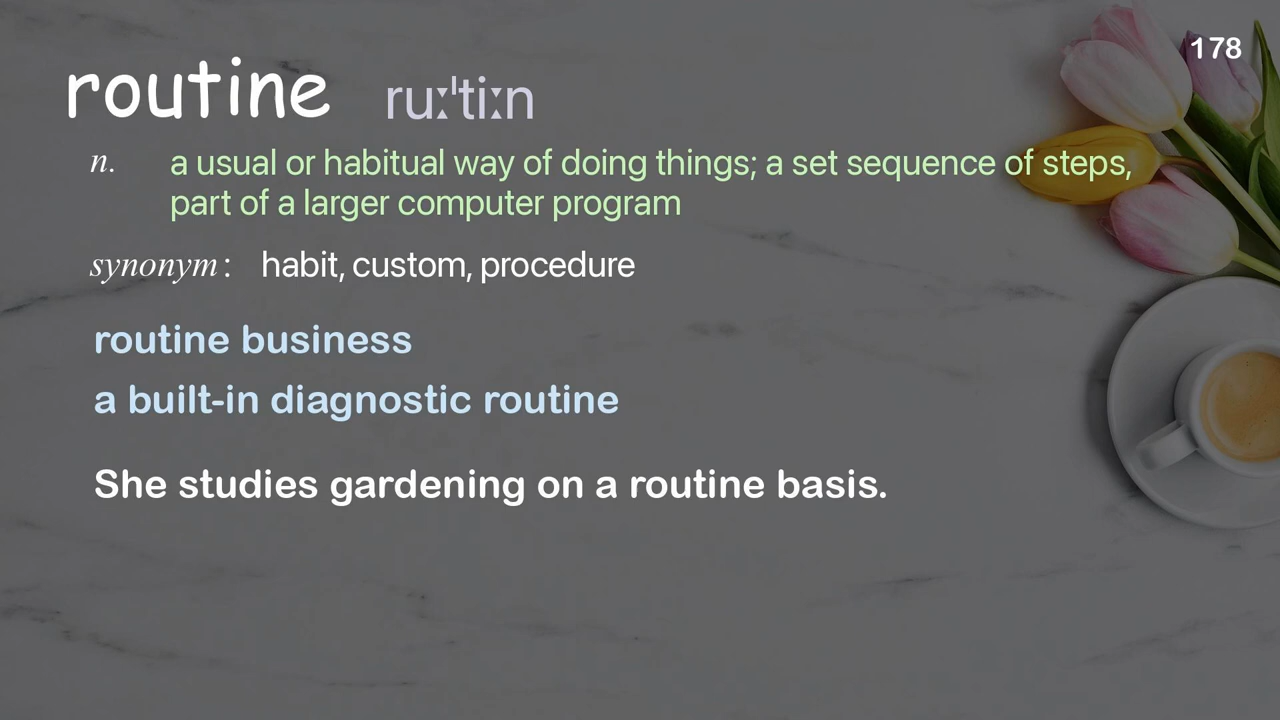 178
routine ruːˈtiːn
n. a usual or habitual way of doing things; a set sequence of steps,
part of a larger computer program
synonym : habit, custom, procedure
routine business
a built-in diagnostic routine
She studies gardening on a routine basis.